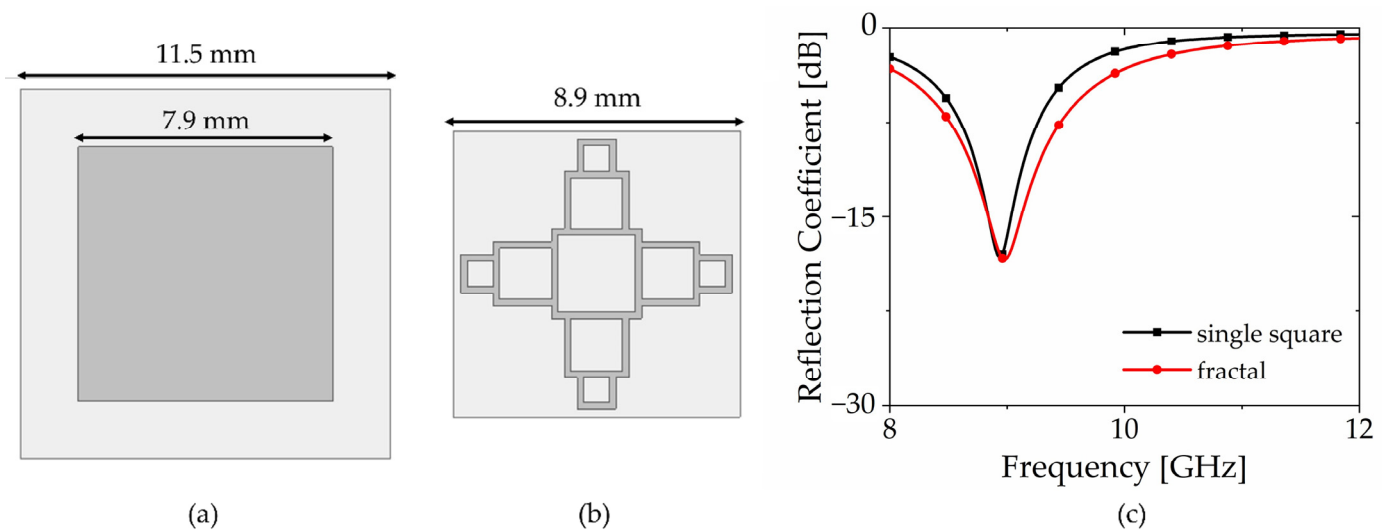 11.5 mm
7.9 mm
(a)
8.9 mm
(b)
Reflection Coefficient [dB]
0
−15
−30
single square
fractal
8
10
12
Frequency [GHz]
(c)